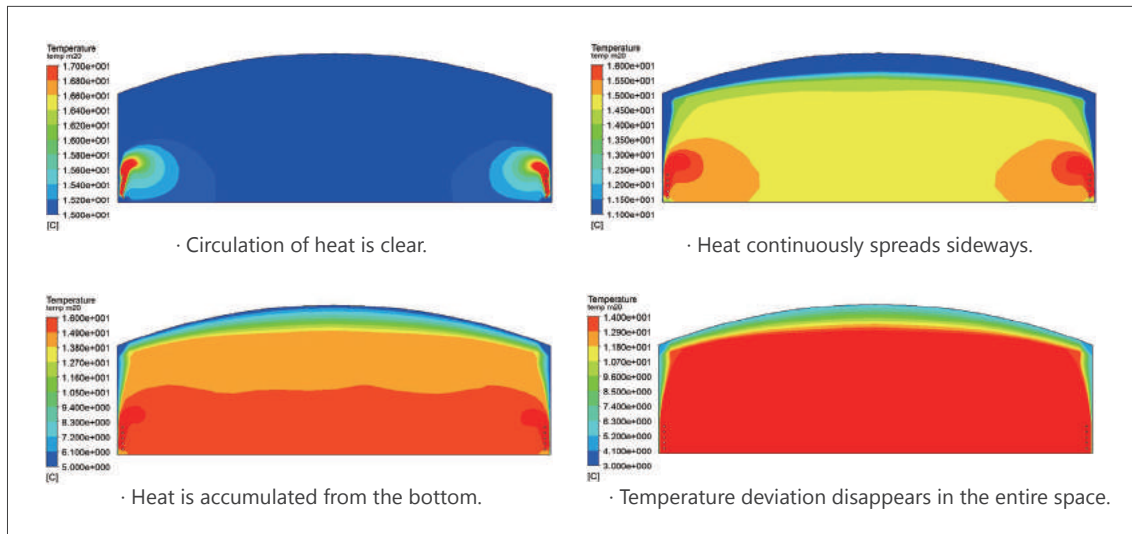 Temperature
temp m20
1.700e+001
1.680e+001
1.660e+001
1.640e+001
1.620e+001
1.600e+001
1.580e+001
1.560e+001
1.540e+001
1.520e+001
1.500e+001
[C]
· Circulation of heat is clear.
Temperature
temp m20
1.600e+001
1.550e+001
1.500e+001
1.450e+001
1.400e+001
1.350e+001
1.300e+001
1.250e+001
1.200e+001
1.150e+001
1.100e+001
[C]
· Heat continuously spreads sideways.
Temperature
temp m20
1.600e+001
1.490e+001
1.380e+001
1.270e+001
1.160e+001
1.050e+001
9.400e+000
8.300e+000
7.200e+000
6.100e+000
5.000e+000
[C]
· Heat is accumulated from the bottom.
Temperature
temp m20
1.400e+001
1.290e+001
1.180e+001
1.070e+001
9.600e+000
8.500e+000
7.400e+000
6.300e+000
5.200e+000
4.100e+000
3.000e+000
[C]
· Temperature deviation disappears in the entire space.